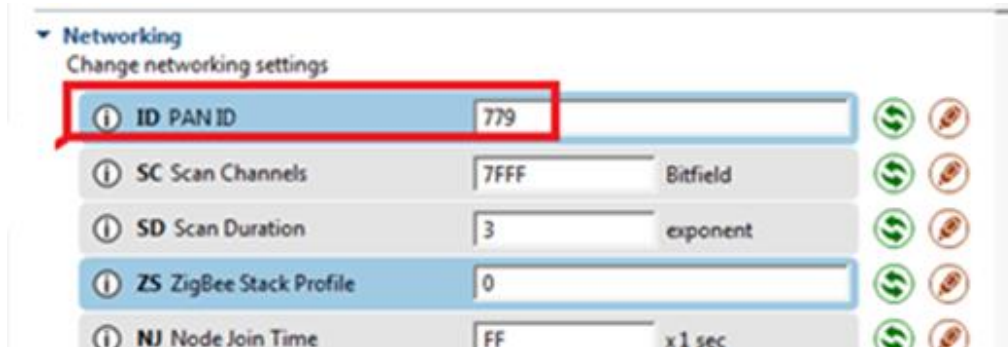 Networking
Change networking settings
ID PAN ID 779
SC Scan Channels 7FFF Bitfield
SD Scan Duration 3 exponent
ZS ZigBee Stack Profile 0
NJ Node Join Time FF x 1 sec